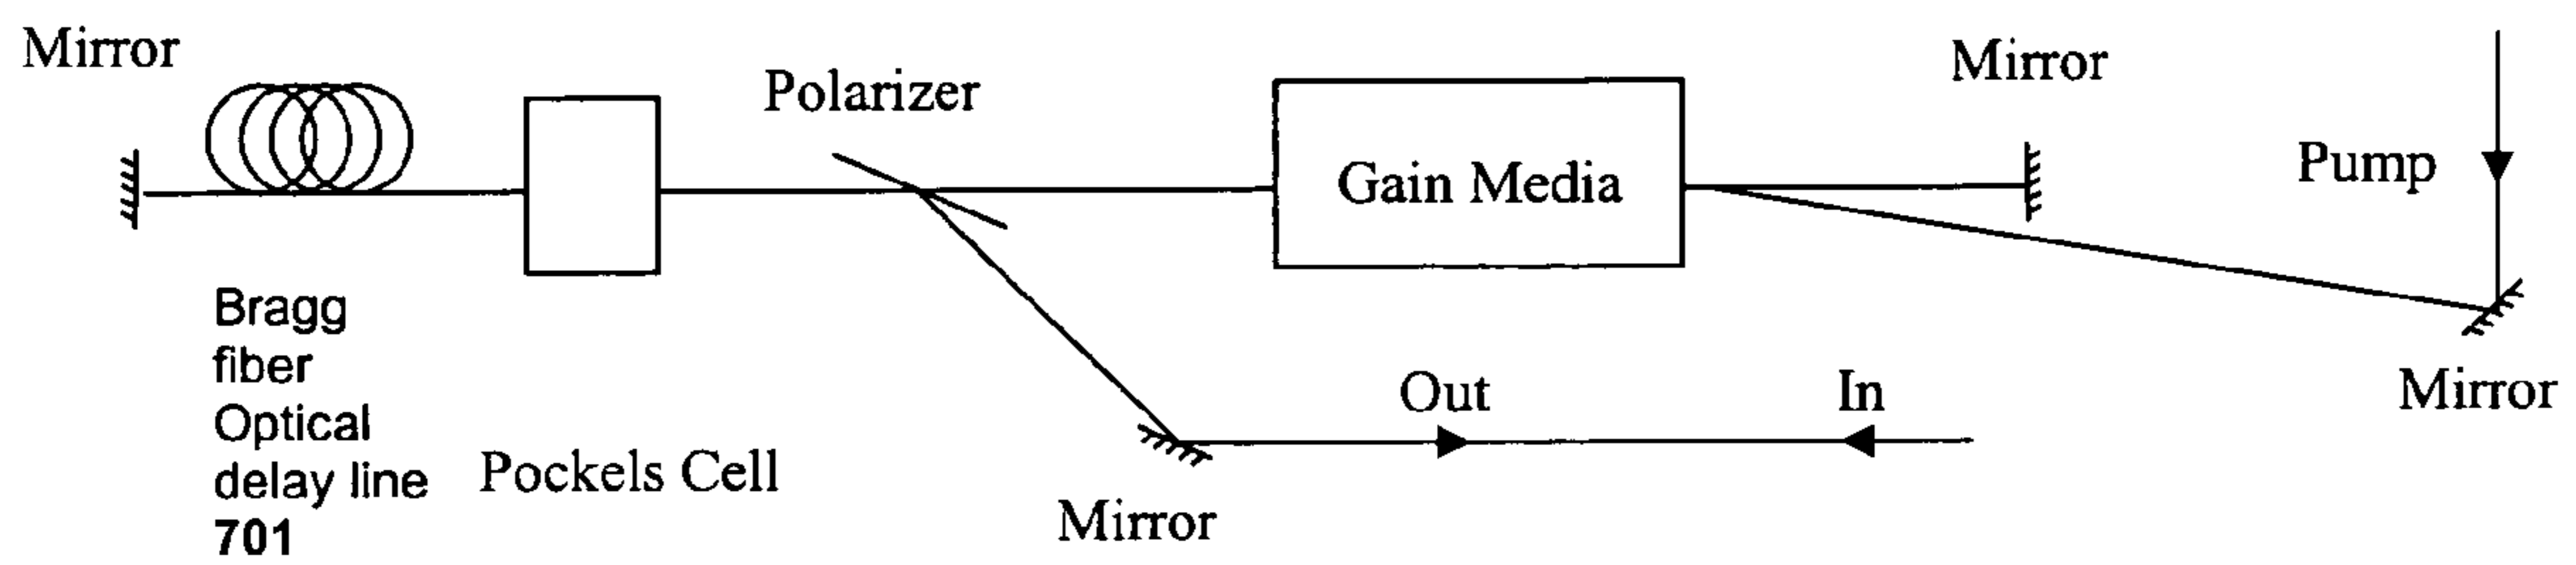 Mirror
Polarizer
Mirror
Gain Media
Pump
Bragg
fiber
Optical
delay line
701
Pockels Cell
Out
In
Mirror
Mirror